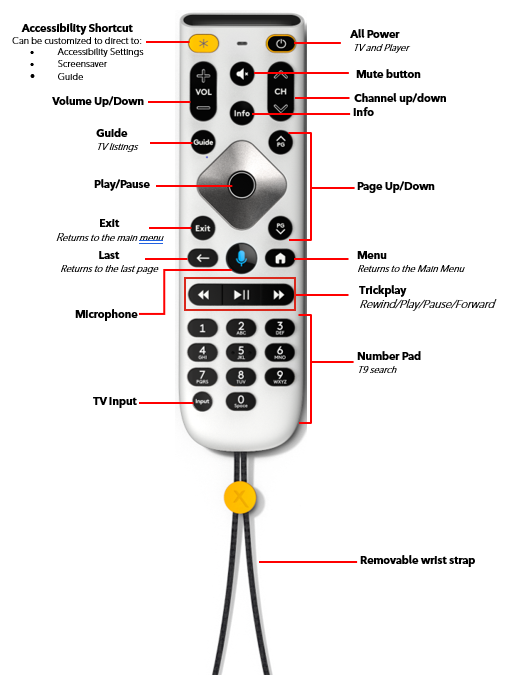 Accessibility Shortcut
Can be customized to direct to:
• Accessibility Settings
• Screensaver
• Guide
All Power
TV and Player
Mute button
VOL
CH
Volume Up/Down
Channel up/down
Info
Info
Guide
TV listings
Guide
PG
Play/Pause
Page Up/Down
Exit
Returns to the main menu
Exit
PG
Last
Returns to the last page
Menu
Returns to the Main Menu
Trickplay
Rewind/Play/Pause/Forward
Microphone
1
2 ABC
3 DEF
4 GHI
5 JKL
6 MNO
Number Pad
T9 search
7 PQRS
8 TUV
9 WXYZ
TV Input
Input
0 Space
X
Removable wrist strap